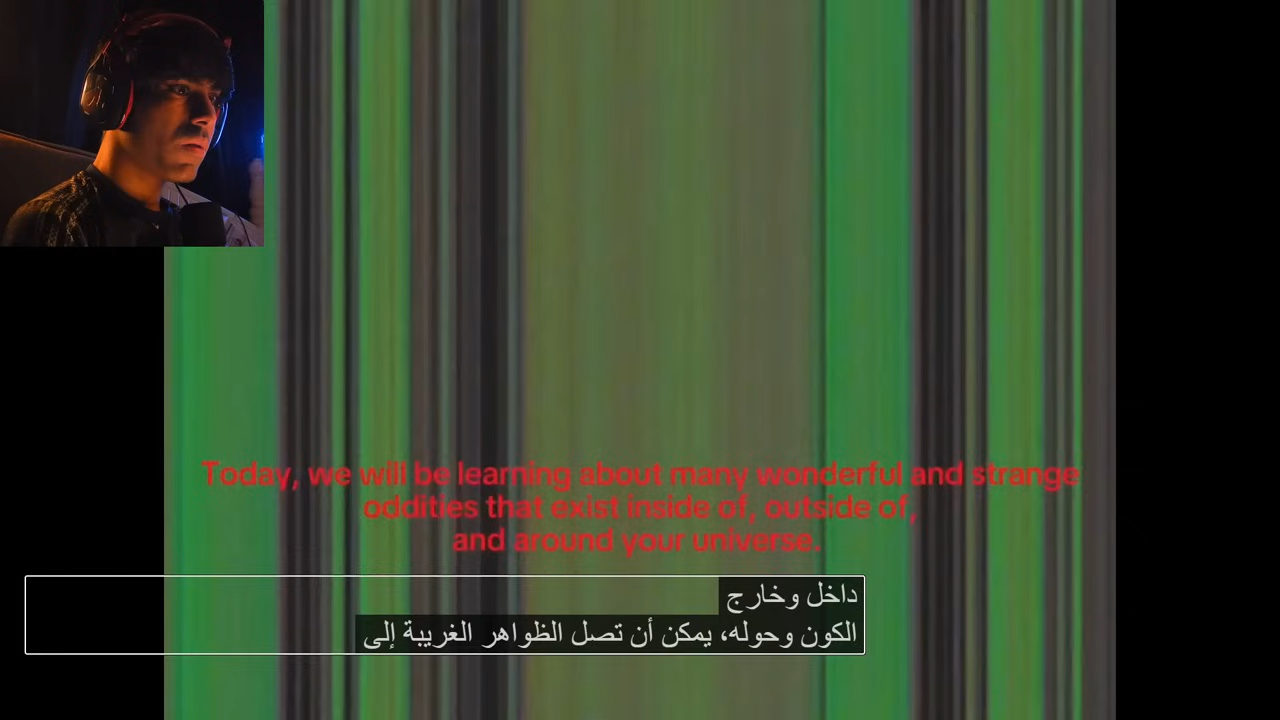 Today, we will be learning about many wonderful and strange
oddities that exist inside of, outside of,
and around your universe.
داخل وخارج
الكون وحوله، يمكن أن تصل الظواهر الغريبة إلى